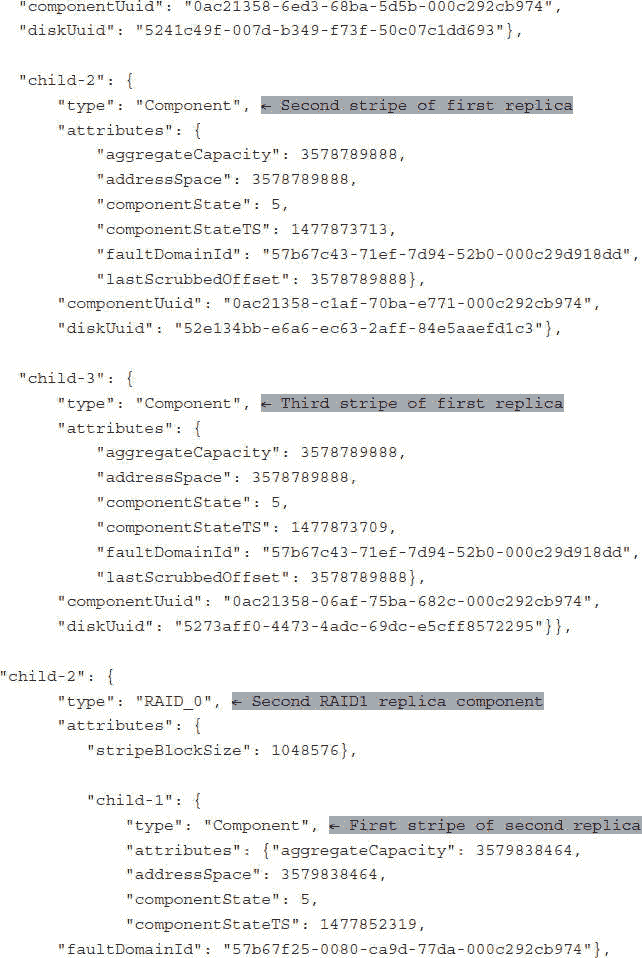 "componentUuid": "0ac21358-6ed3-68ba-5d5b-000c292cb974",
"diskUuid": "5241c49f-007d-b349-f73f-50c07c1dd693"},
"child-2": {
"type": "Component", ← Second stripe of first replica
"attributes": {
"aggregateCapacity": 3578789888,
"addressSpace": 3578789888,
"componentState": 5,
"componentStateTS": 1477873713,
"faultDomainId": "57b67c43-71ef-7d94-52b0-000c29d918dd",
"lastScrubbedOffset": 3578789888},
"componentUuid": "0ac21358-c1af-70ba-e771-000c292cb974",
"diskUuid": "52e134bb-e6a6-ec63-2aff-84e5aaefd1c3"},
"child-3": {
"type": "Component", ← Third stripe of first replica
"attributes": {
"aggregateCapacity": 3578789888,
"addressSpace": 3578789888,
"componentState": 5,
"componentStateTS": 1477873709,
"faultDomainId": "57b67c43-71ef-7d94-52b0-000c29d918dd",
"lastScrubbedOffset": 3578789888},
"componentUuid": "0ac21358-06af-75ba-682c-000c292cb974",
"diskUuid": "5273aff0-4473-4adc-69dc-e5cff8572295"}},
"child-2": {
"type": "RAID_0", ← Second RAID1 replica component
"attributes": {
"stripeBlockSize": 1048576},
"child-1": {
"type": "Component", ← First stripe of second replica
"attributes": {"aggregateCapacity": 3579838464,
"addressSpace": 3579838464,
"componentState": 5,
"componentStateTS": 1477852319,
"faultDomainId": "57b67f25-0080-ca9d-77da-000c292cb974"},